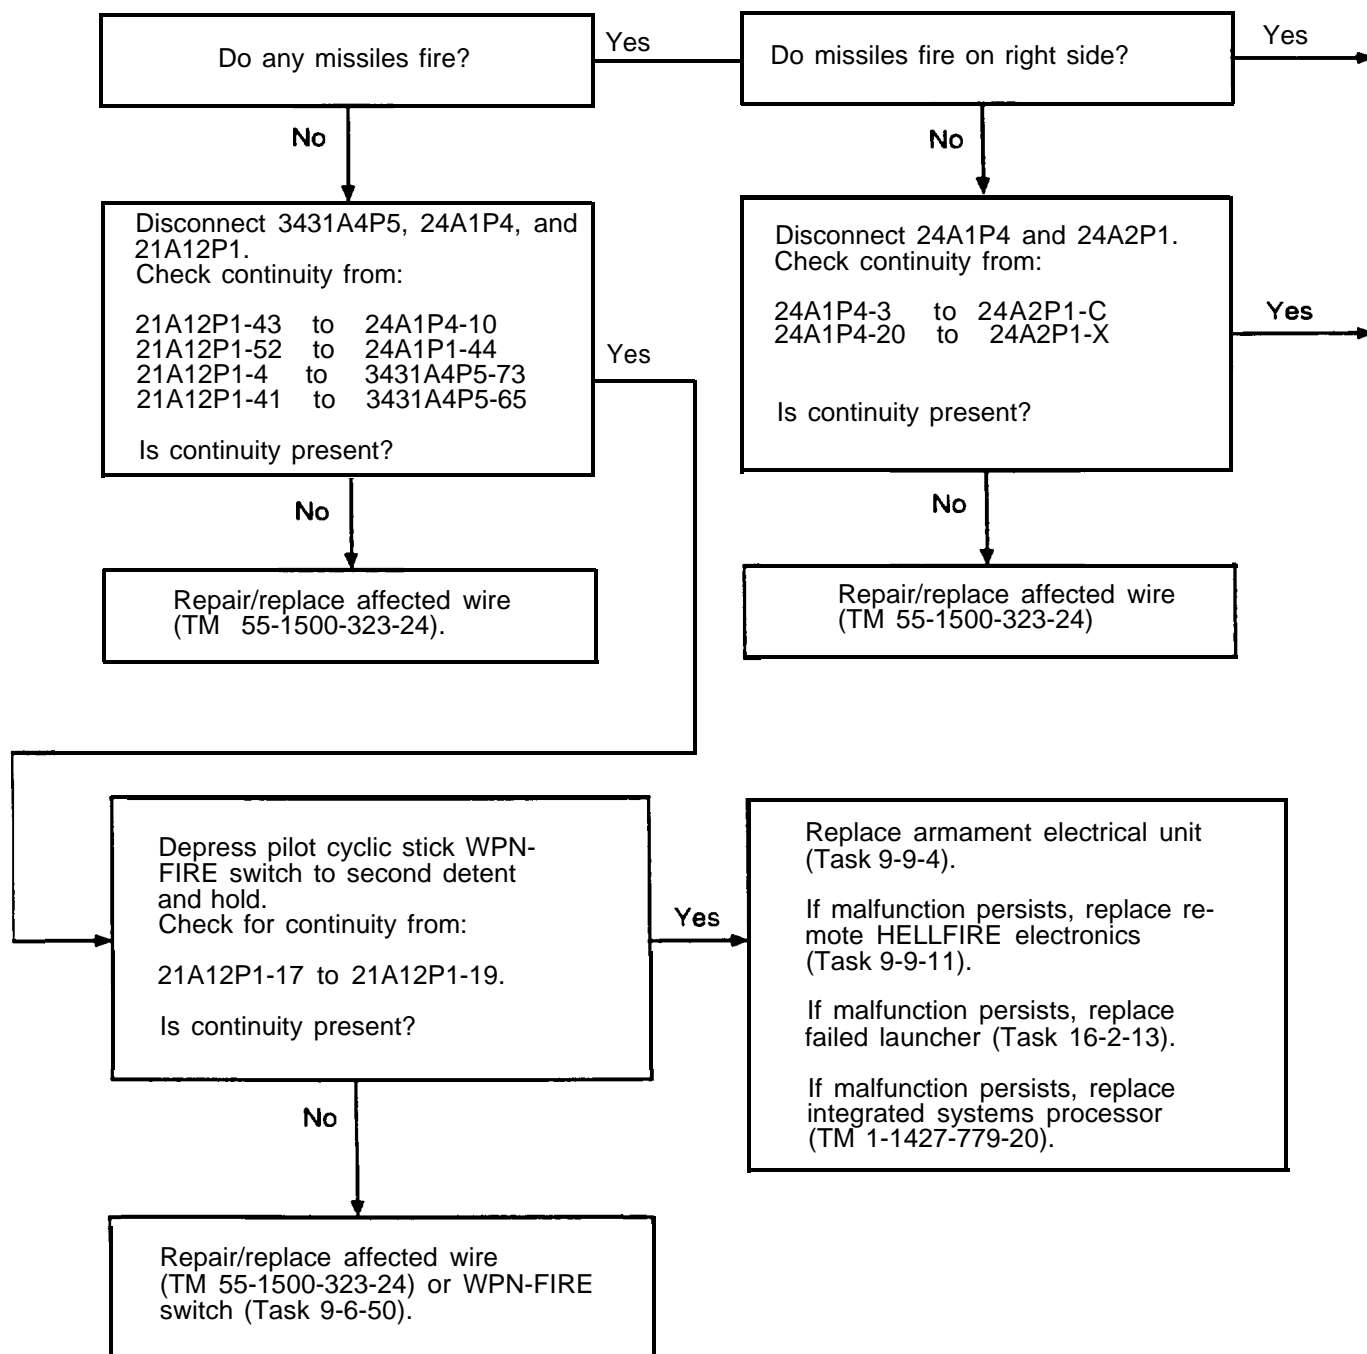 Do any missiles fire?
Yes
Do missiles fire on right side?
Yes
No
No
Disconnect 3431A4P5, 24A1P4, and
21A12P1.
Check continuity from:
21A12P1-43 to 24A1P4-10
21A12P1-52 to 24A1P1-44
21A12P1-4 to 3431A4P5-73
21A12P1-41 to 3431A4P5-65
Is continuity present?
Yes
Disconnect 24A1P4 and 24A2P1.
Check continuity from:
24A1P4-3 to 24A2P1-C
24A1P4-20 to 24A2P1-X
Is continuity present?
Yes
No
No
Repair/replace affected wire
(TM 55-1500-323-24).
Repair/replace affected wire
(TM 55-1500-323-24)
Depress pilot cyclic stick WPN-
FIRE switch to second detent
and hold.
Check for continuity from:
21A12P1-17 to 21A12P1-19.
Is continuity present?
Yes
Replace armament electrical unit
(Task 9-9-4).
If malfunction persists, replace re-
mote HELLFIRE electronics
(Task 9-9-11).
If malfunction persists, replace
failed launcher (Task 16-2-13).
If malfunction persists, replace
integrated systems processor
(TM 1-1427-779-20).
No
Repair/replace affected wire
(TM 55-1500-323-24) or WPN-FIRE
switch (Task 9-6-50).